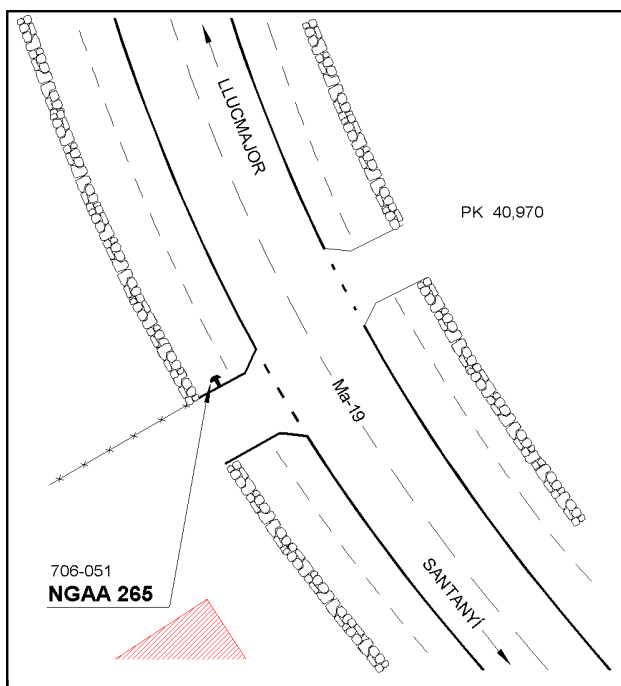 LLUCMAJOR
PK 40,970
Ma-19
706-051
NGAA 265
SANTANYÍ